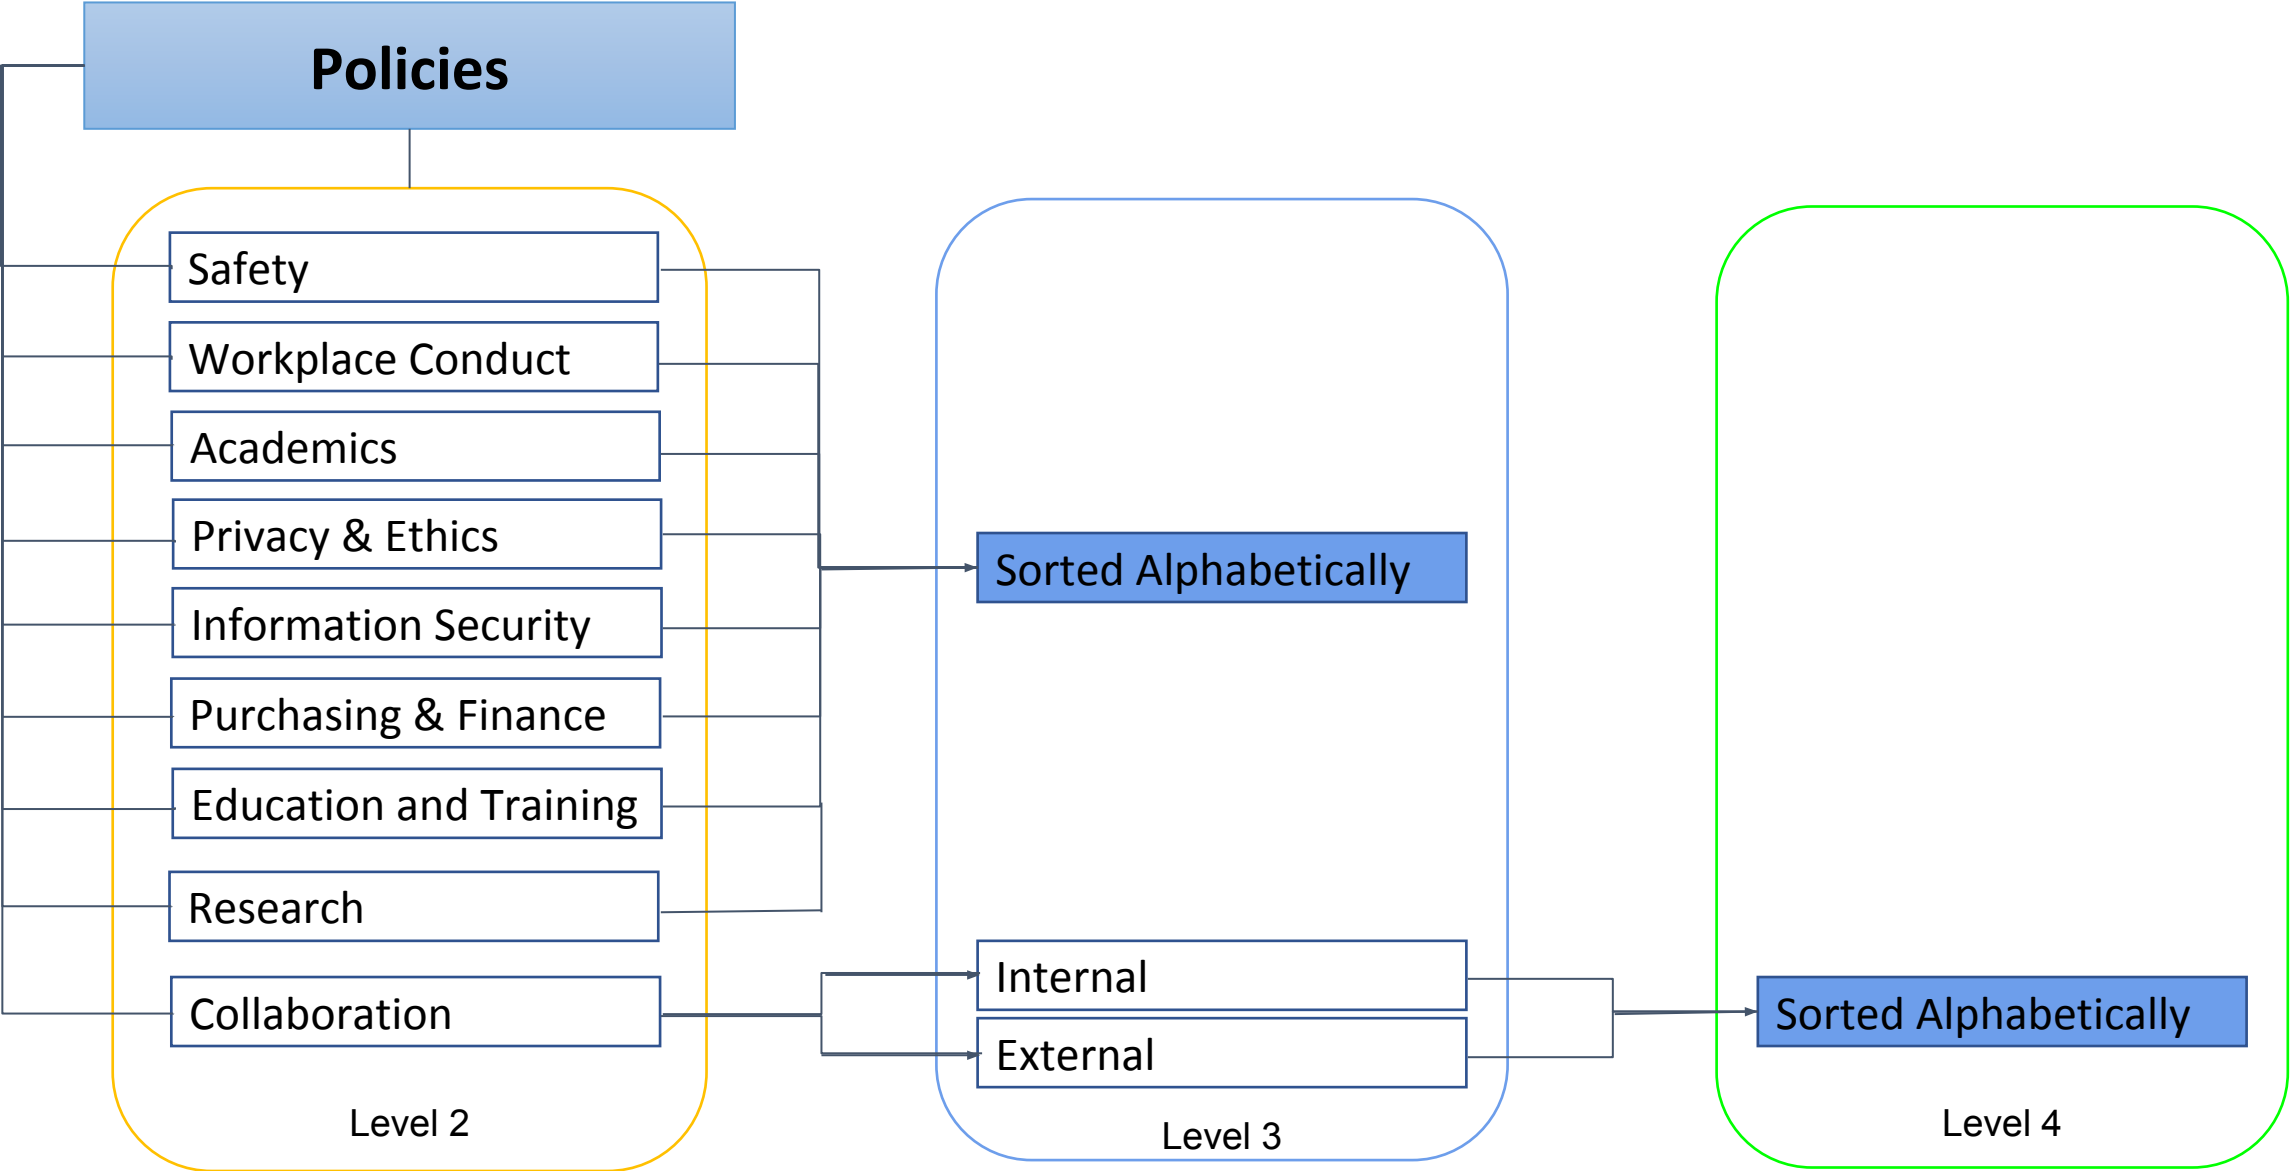 Policies
Safety
Workplace Conduct
Academics
Privacy & Ethics
Information Security
Purchasing & Finance
Education and Training
Research
Collaboration
Level 2
Sorted Alphabetically
Internal
External
Level 3
Sorted Alphabetically
Level 4